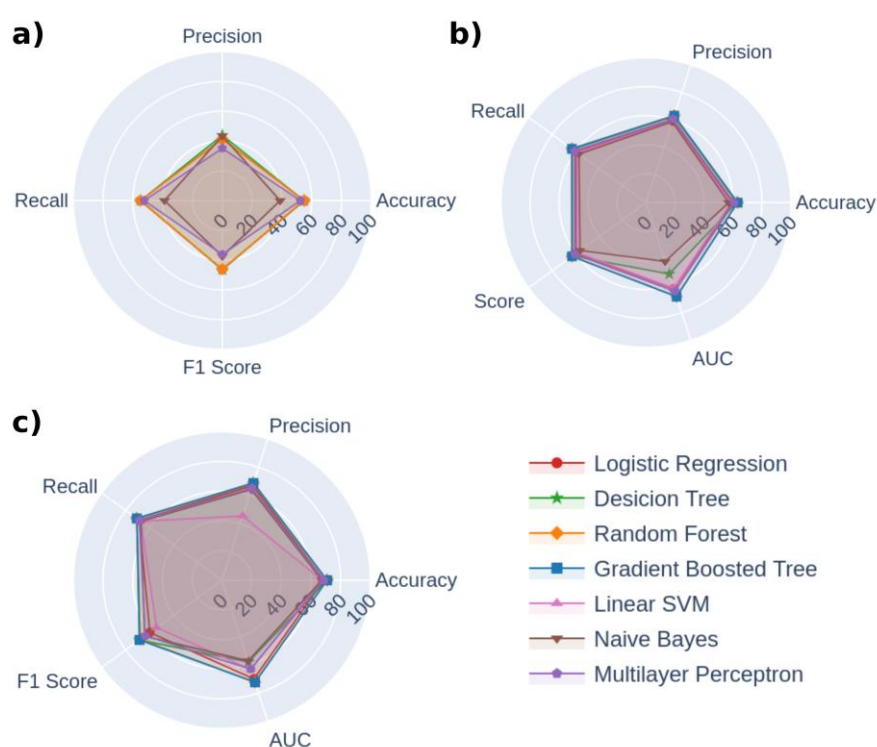 a)
Precision
Recall
Accuracy
0
20
40
60
80
100
F1 Score
b)
Precision
Recall
Accuracy
0
20
40
60
80
100
Score
AUC
c)
Precision
Recall
Accuracy
0
20
40
60
80
100
F1 Score
AUC
Logistic Regression
Desicion Tree
Random Forest
Gradient Boosted Tree
Linear SVM
Naive Bayes
Multilayer Perceptron